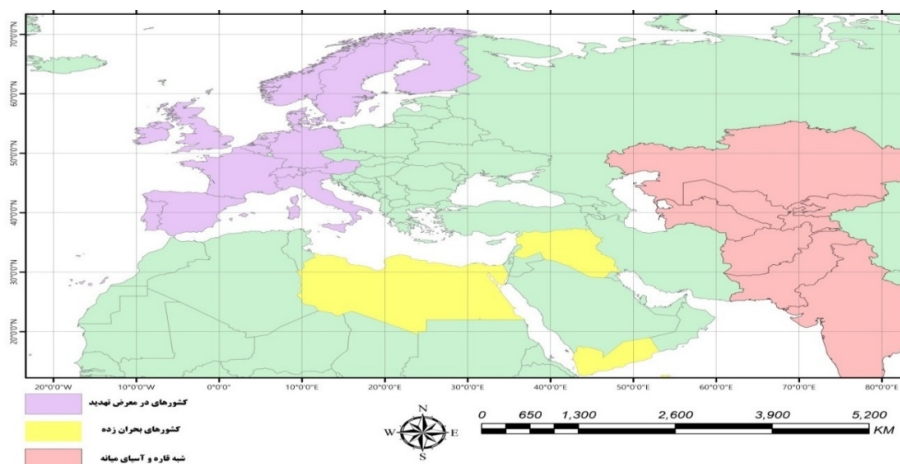 70°0'0"N
60°0'0"N
50°0'0"N
40°0'0"N
30°0'0"N
20°0'0"N
20°0'0"W 10°0'0"W 0°0'0"E 10°0'0"E 20°0'0"E 30°0'0"E 40°0'0"E 50°0'0"E 60°0'0"E 70°0'0"E 80°0'0"E
کشورهای در معرض تهدید
کشورهای بحران زده
شبه قاره و آسیای میانه
N
W E
S
0 650 1,300 2,600 3,900 5,200
KM